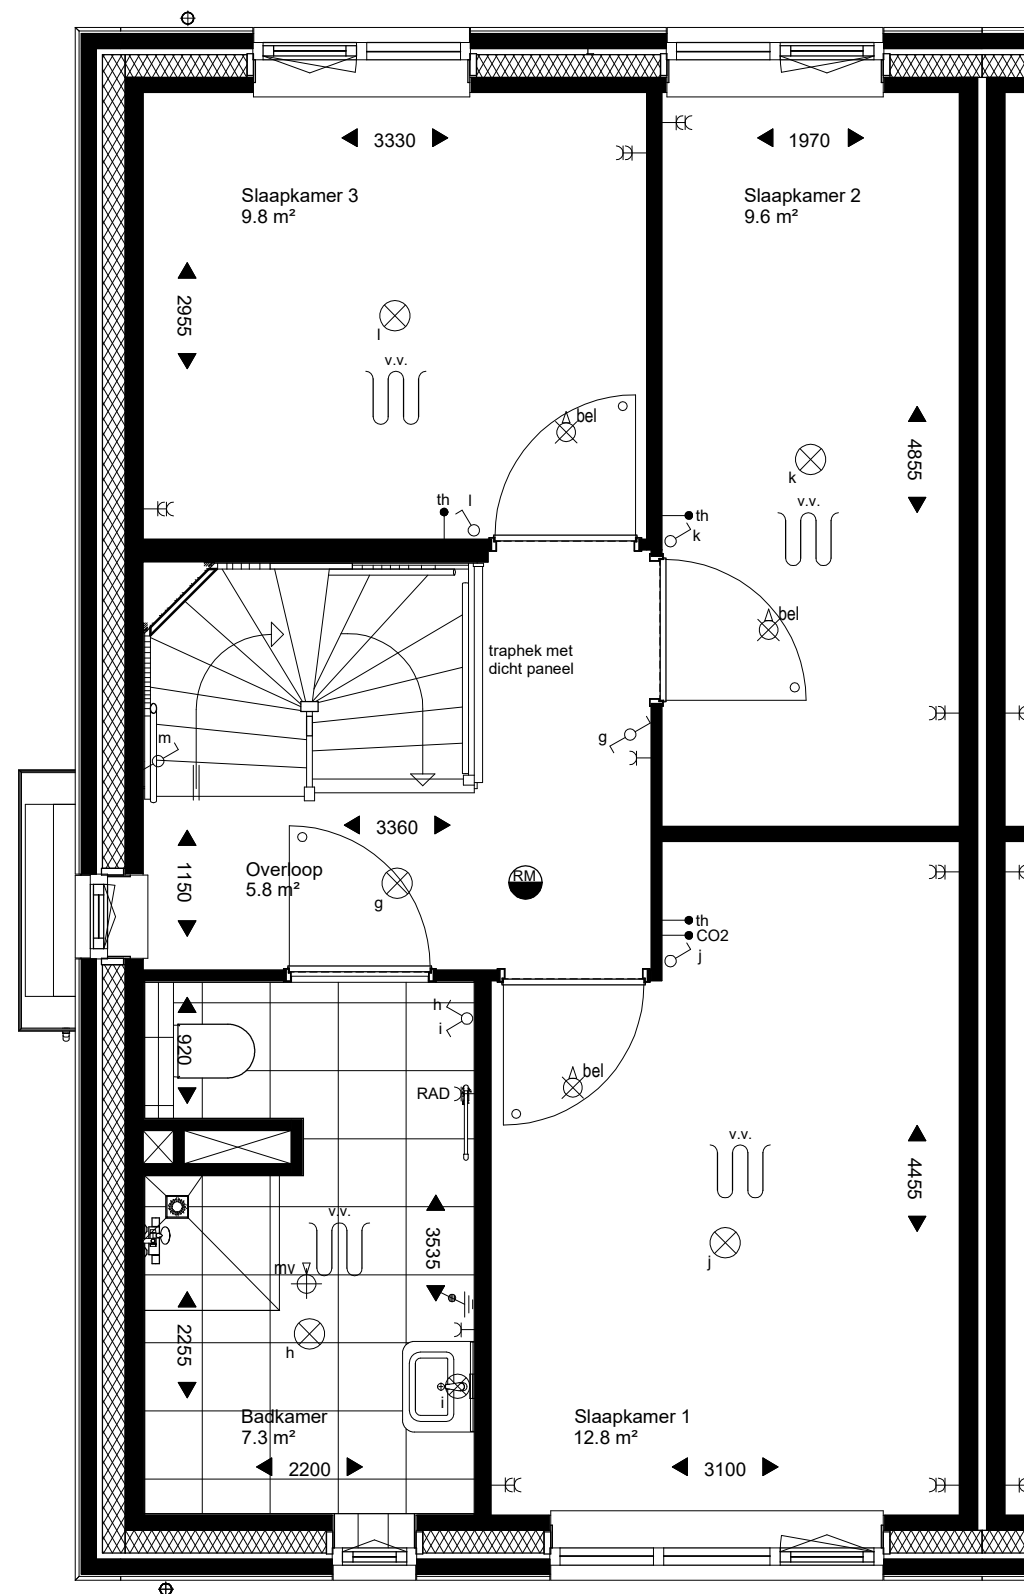 3330
1970
Slaapkamer 3
9.8 m²
Slaapkamer 2
9.6 m²
2955
l
v.v.
bel
4855
k
v.v.
th
l
th
k
bel
traphek met
dicht paneel
m
g
3360
1150
Overloop
5.8 m²
g
RM
th
CO2
j
h
i
920
RAD
bel
v.v.
4455
v.v.
3535
mv
j
2255
h
i
Badkamer
7.3 m²
Slaapkamer 1
12.8 m²
2200
3100